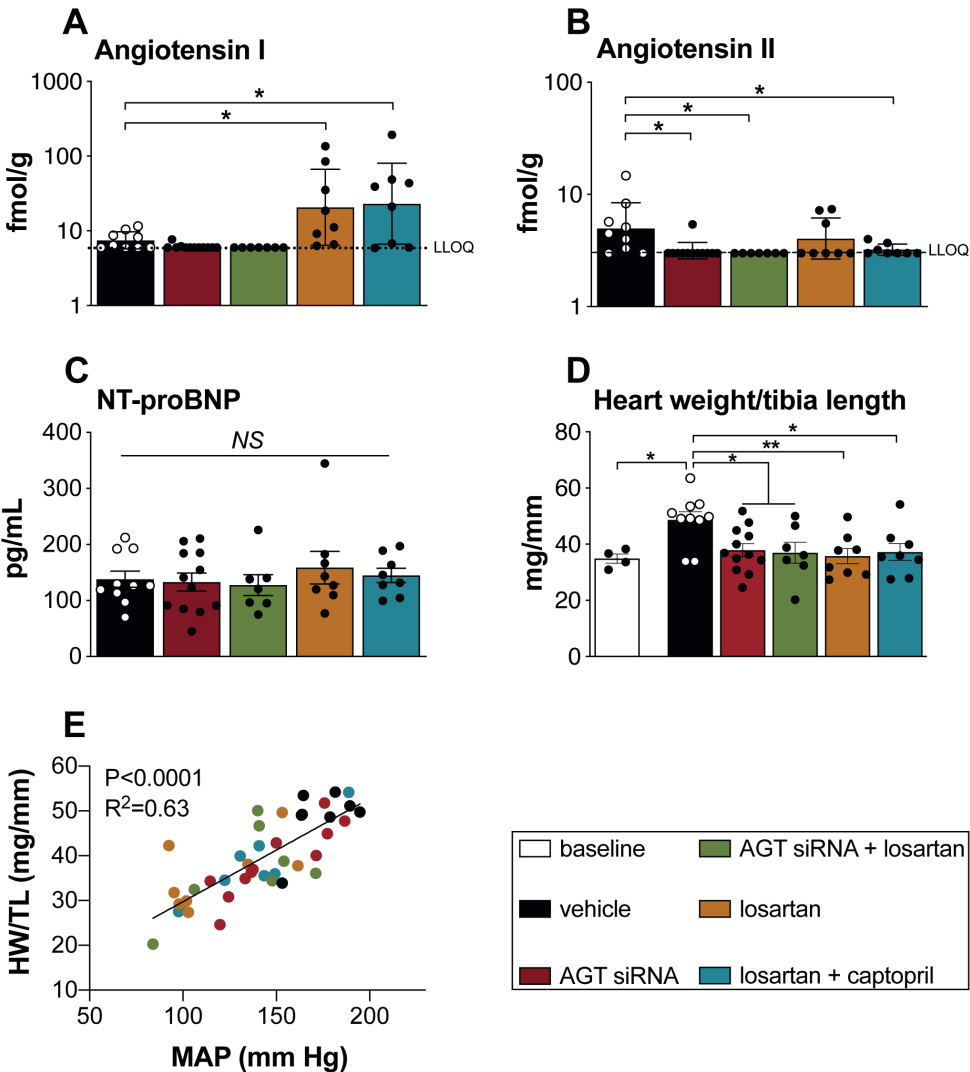 A
Angiotensin I
fmol/g
1000
100
10
1
*
*
LLOQ
B
Angiotensin II
fmol/g
100
10
1
*
*
*
LLOQ
C
NT-proBNP
pg/mL
400
300
200
100
0
NS
D
Heart weight/tibia length
mg/mm
80
60
40
20
0
*
**
*
*
E
HW/TL (mg/mm)
60
50
40
30
20
10
P<0.0001
R²=0.63
50 100 150 200
MAP (mm Hg)
baseline
AGT siRNA + losartan
vehicle
losartan
AGT siRNA
losartan + captopril